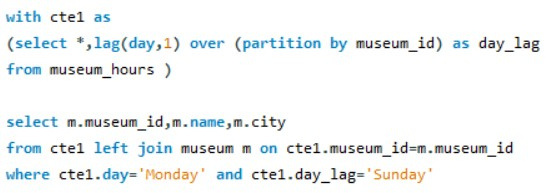 with cte1 as
(select *,lag(day,1) over (partition by museum_id) as day_lag
from museum_hours )
select m.museum_id,m.name,m.city
from cte1 left join museum m on cte1.museum_id=m.museum_id
where cte1.day='Monday' and cte1.day_lag='Sunday'